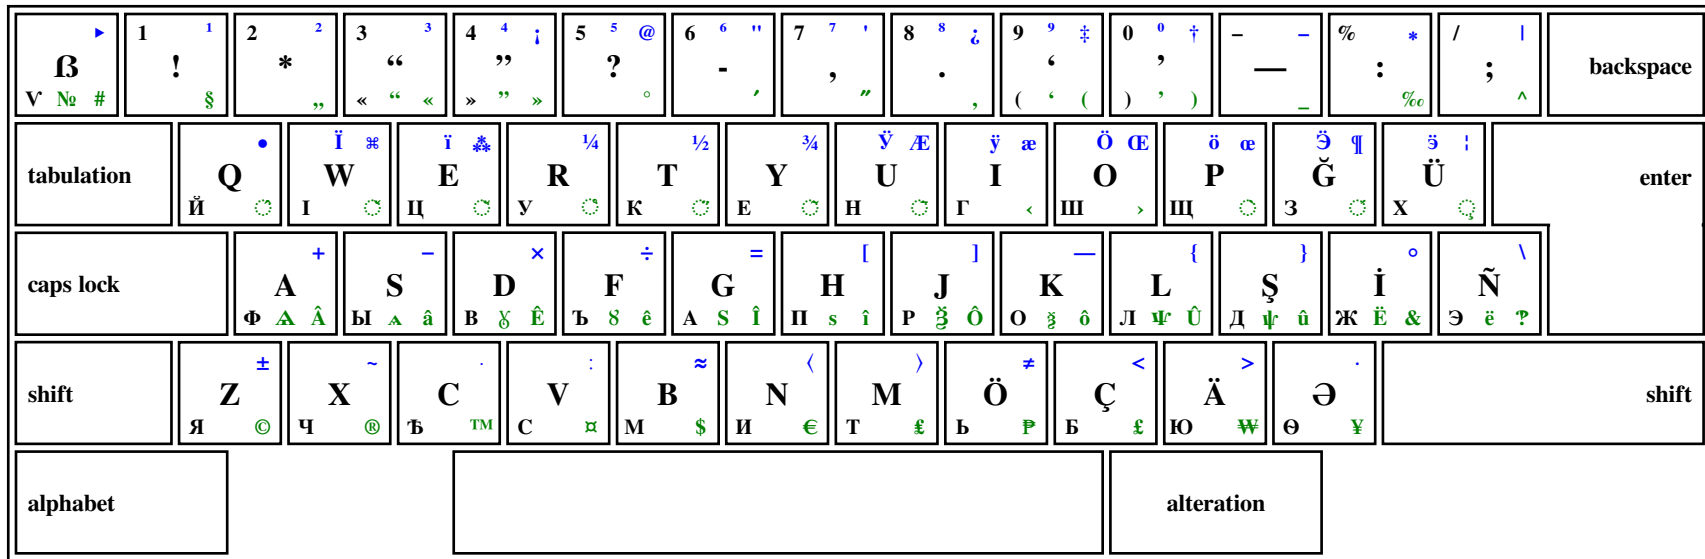 ▸ 1 1 2 2 3 3 4 4 ¡ 5 5 @ 6 6 " 7 7 ' 8 8 ¿ 9 9 ‡ 0 0 † – – % * / |
ẞ ! * “ ” ? - , . ‘ ’ — : ; backspace
Ѵ № # § „ « “ « » ” » ° ′ ″ ‚ ( ‘ ( ) ’ ) _ ‰ ^
• Ï ⌘ ï ⁂ ¼ ½ ¾ Ÿ Æ ÿ æ Ö Œ ö œ Ӭ ¶ ӭ ¦
tabulation Q W E R T Y U I O P Ğ Ü enter
Й І Ц У К Е Н Г ‹ Ш › Щ З Х
+ − × ÷ = [ ] — { } ° \
caps lock A S D F G H J K L Ş İ Ñ
Ф Ѧ Â Ы ѧ â В Ꙋ Ê Ъ ꙋ ê А Ѕ Î П ѕ î Р Ѯ Ô О ѯ ô Л Ѱ Û Д ѱ û Ж Ё & Э ё ‽
± ~ · : ≈ ⟨ ⟩ ≠ < > ·
shift Z X C V B N M Ö Ç Ä Ə shift
Я © Ч ® Ѣ ™ С ¤ М $ И € Т £ Ь ₱ Б £ Ю ₩ Ѳ ¥
alphabet alteration